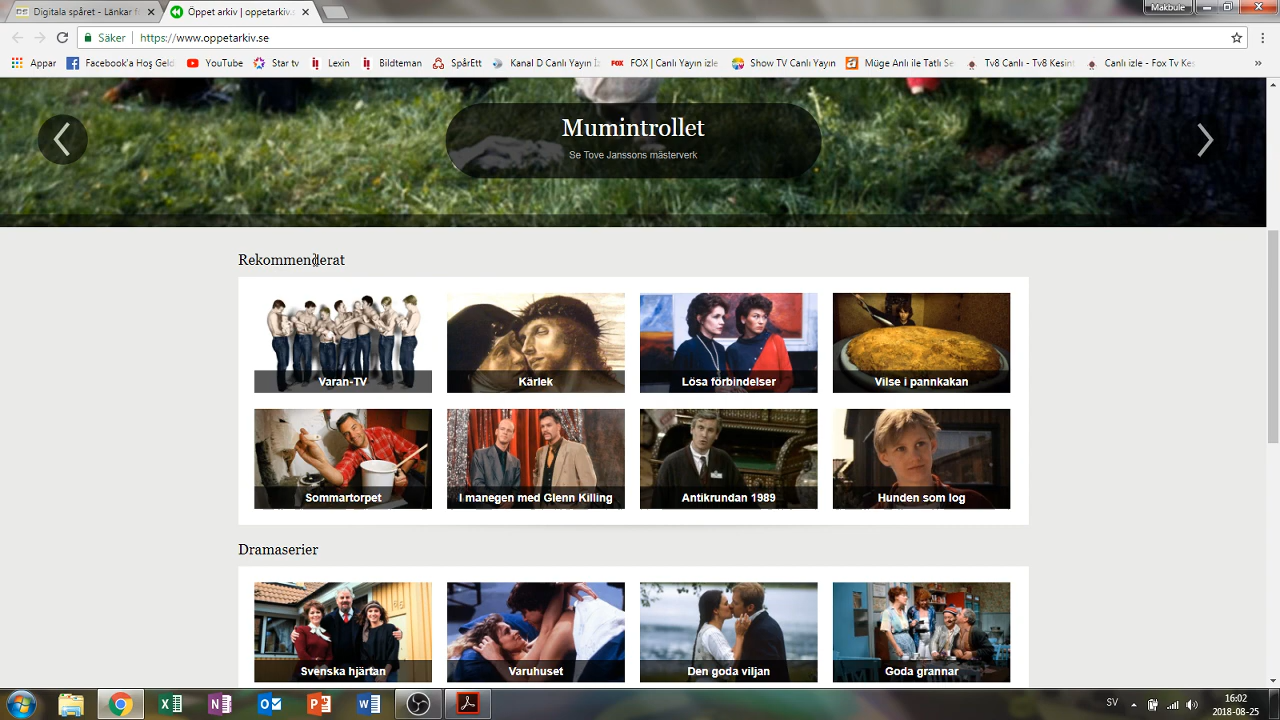 Digitala spåret - Länkar f
Öppet arkiv | oppetarkiv.
Makbule
Säker
https://www.oppetarkiv.se
Appar
Facebook'a Hoş Geld
YouTube
Star tv
Lexin
Bildteman
SpårEtt
Kanal D Canlı Yayın İz
FOX | Canlı Yayın izle
Show TV Canlı Yayın
Müge Anlı ile Tatlı Se
Tv8 Canlı - Tv8 Kesint
Canlı izle - Fox Tv Kes
Mumintrollet
Se Tove Janssons mästerverk
Rekommenderat
Varan-TV
Kärlek
Lösa förbindelser
Vilse i pannkakan
Sommartorpet
I manegen med Glenn Killing
Antikrundan 1989
Hunden som log
Dramaserier
Svenska hjärtan
Varuhuset
Den goda viljan
Goda grannar
SV
16:02
2018-08-25